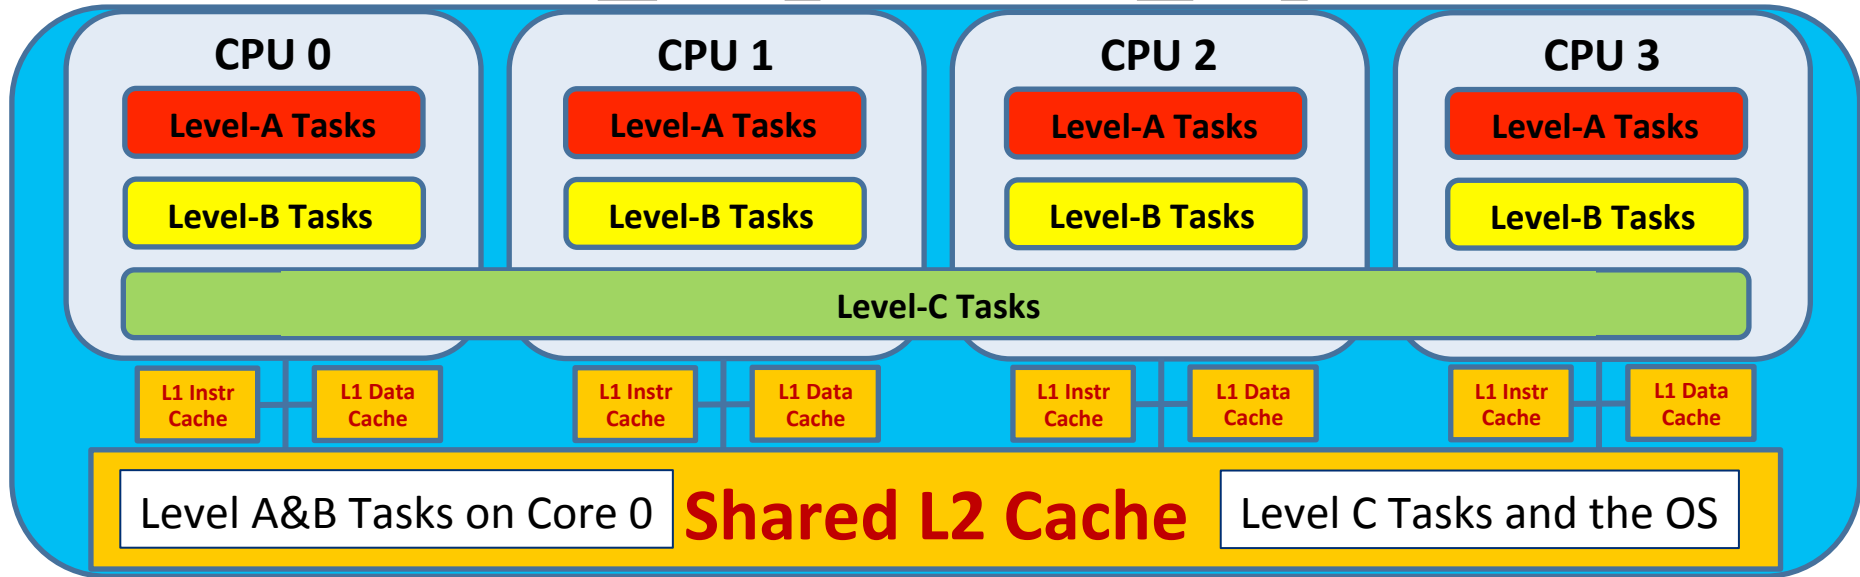 CPU 0
CPU 1
CPU 2
CPU 3
Level-A Tasks
Level-A Tasks
Level-A Tasks
Level-A Tasks
Level-B Tasks
Level-B Tasks
Level-B Tasks
Level-B Tasks
Level-C Tasks
L1 Instr
Cache
L1 Data
Cache
L1 Instr
Cache
L1 Data
Cache
L1 Instr
Cache
L1 Data
Cache
L1 Instr
Cache
L1 Data
Cache
Level A&B Tasks on Core 0
Shared L2 Cache
Level C Tasks and the OS